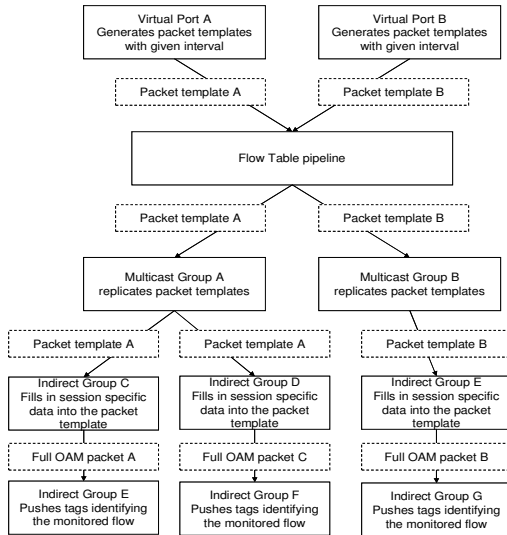 Virtual Port A
Generates packet templates
with given interval
Virtual Port B
Generates packet templates
with given interval
Packet template A
Packet template B
Flow Table pipeline
Packet template A
Packet template B
Multicast Group A
replicates packet templates
Multicast Group B
replicates packet templates
Packet template A
Packet template A
Packet template B
Indirect Group C
Fills in session specific
data into the packet
template
Indirect Group D
Fills in session specific
data into the packet
template
Indirect Group E
Fills in session specific
data into the packet
template
Full OAM packet A
Full OAM packet C
Full OAM packet B
Indirect Group E
Pushes tags identifying
the monitored flow
Indirect Group F
Pushes tags identifying
the monitored flow
Indirect Group G
Pushes tags identifying
the monitored flow